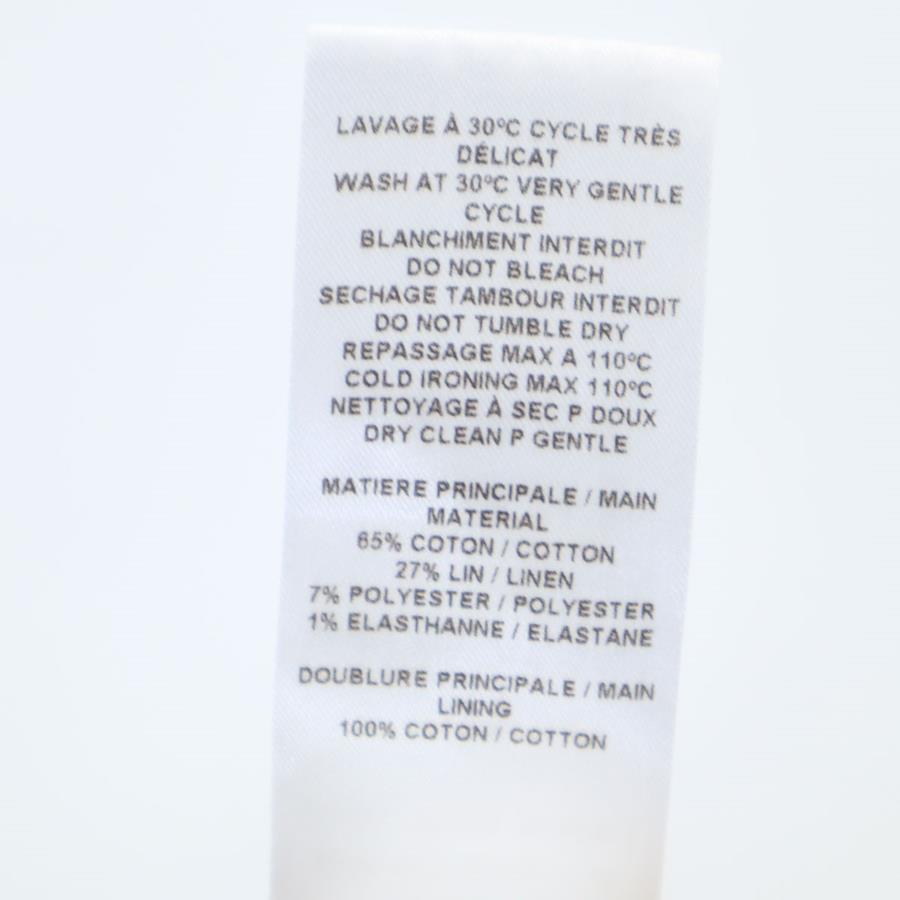 LAVAGE À 30°C CYCLE TRÈS
DÉLICAT
WASH AT 30°C VERY GENTLE
CYCLE
BLANCHIMENT INTERDIT
DO NOT BLEACH
SECHAGE TAMBOUR INTERDIT
DO NOT TUMBLE DRY
REPASSAGE MAX A 110°C
COLD IRONING MAX 110°C
NETTOYAGE À SEC P DOUX
DRY CLEAN P GENTLE
MATIERE PRINCIPALE / MAIN
MATERIAL
65% COTON / COTTON
27% LIN / LINEN
7% POLYESTER / POLYESTER
1% ELASTHANNE / ELASTANE
DOUBLURE PRINCIPALE / MAIN
LINING
100% COTON / COTTON